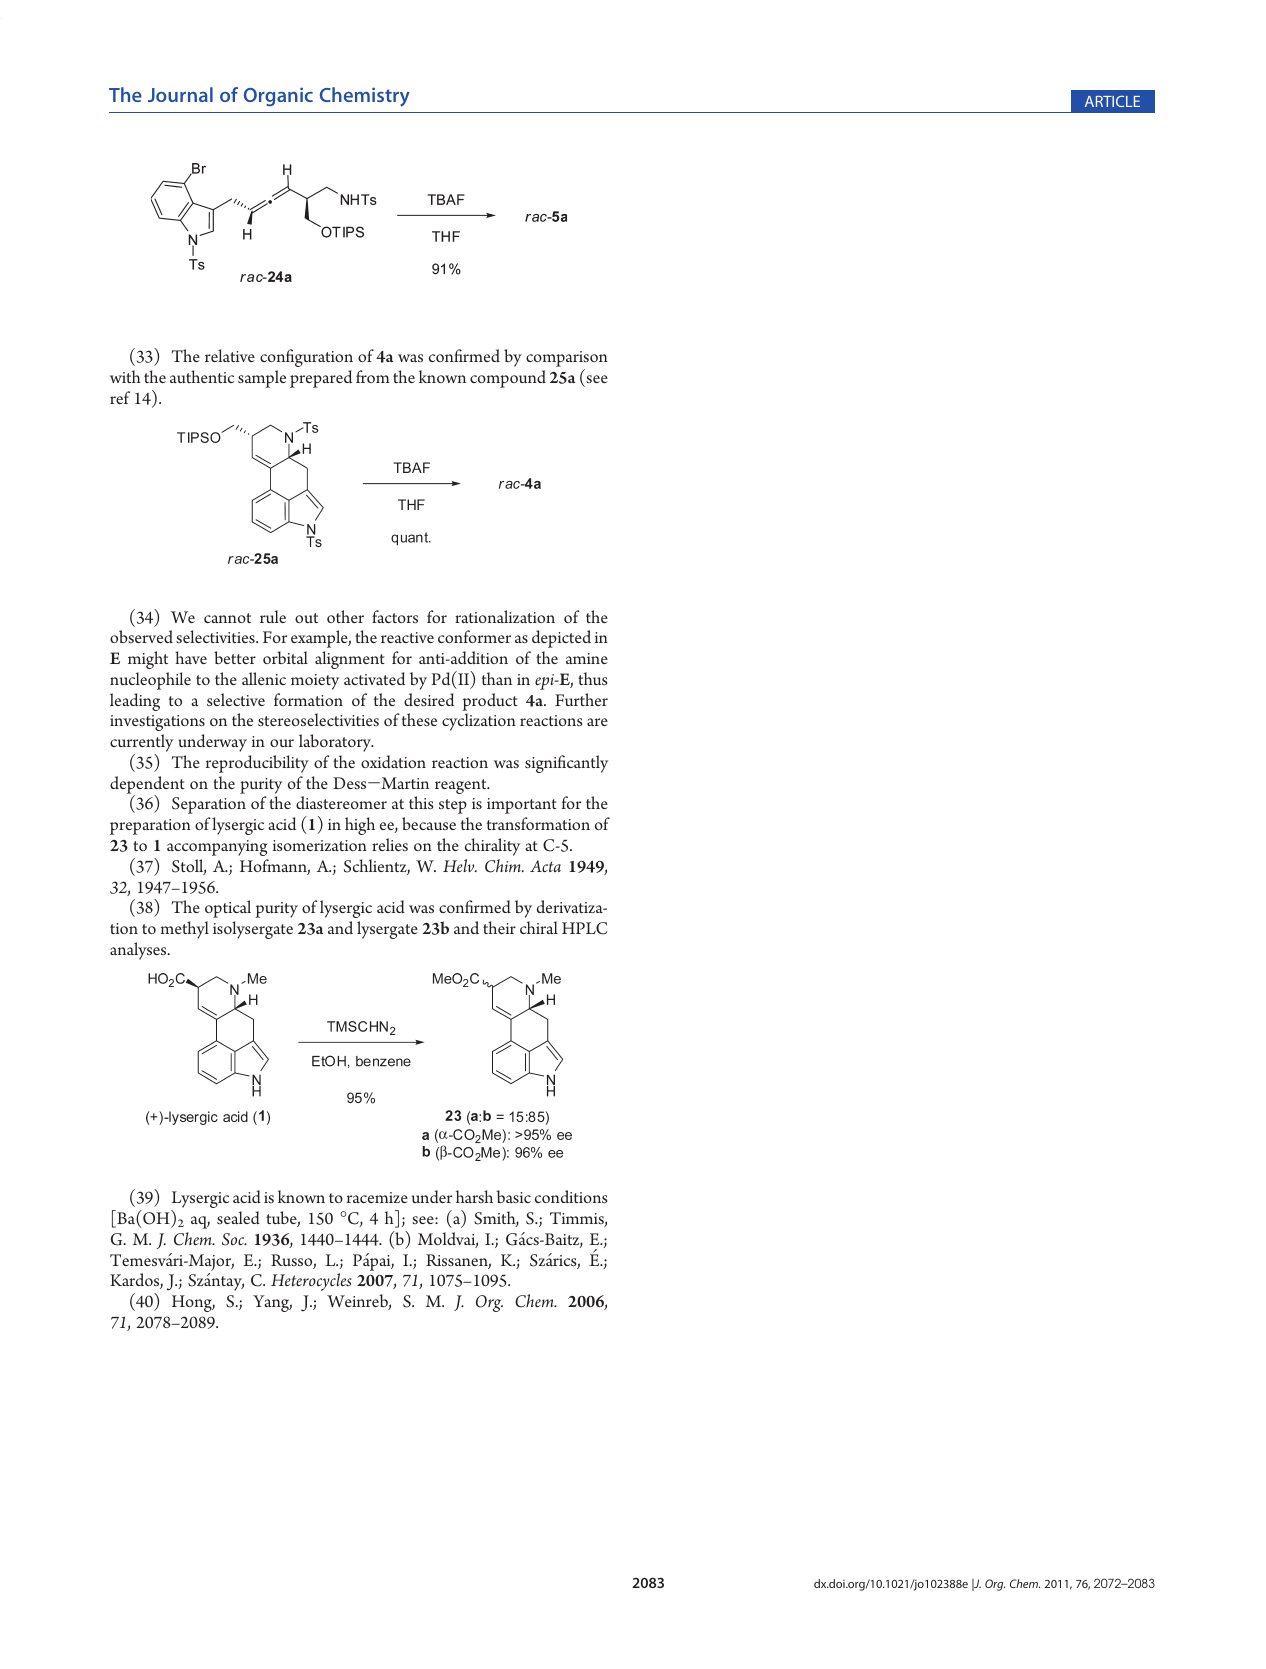 The Journal of Organic Chemistry
ARTICLE
Br
H
NHTs
H
OTIPS
N
Ts
rac-24a
TBAF
THF
91%
rac-5a
(33) The relative configuration of 4a was confirmed by comparison
with the authentic sample prepared from the known compound 25a (see
ref 14).
TIPSO
N
Ts
H
N
Ts
rac-25a
TBAF
THF
quant.
rac-4a
(34) We cannot rule out other factors for rationalization of the
observed selectivities. For example, the reactive conformer as depicted in
E might have better orbital alignment for anti-addition of the amine
nucleophile to the allenic moiety activated by Pd(II) than in epi-E, thus
leading to a selective formation of the desired product 4a. Further
investigations on the stereoselectivities of these cyclization reactions are
currently underway in our laboratory.
(35) The reproducibility of the oxidation reaction was significantly
dependent on the purity of the Dess−Martin reagent.
(36) Separation of the diastereomer at this step is important for the
preparation of lysergic acid (1) in high ee, because the transformation of
23 to 1 accompanying isomerization relies on the chirality at C-5.
(37) Stoll, A.; Hofmann, A.; Schlientz, W. Helv. Chim. Acta 1949,
32, 1947–1956.
(38) The optical purity of lysergic acid was confirmed by derivatiza-
tion to methyl isolysergate 23a and lysergate 23b and their chiral HPLC
analyses.
HO2C
N
Me
H
N
H
(+)-lysergic acid (1)
TMSCHN2
EtOH, benzene
95%
MeO2C
N
Me
H
N
H
23 (a:b = 15:85)
a (α-CO2Me): >95% ee
b (β-CO2Me): 96% ee
(39) Lysergic acid is known to racemize under harsh basic conditions
[Ba(OH)2 aq, sealed tube, 150 °C, 4 h]; see: (a) Smith, S.; Timmis,
G. M. J. Chem. Soc. 1936, 1440–1444. (b) Moldvai, I.; Gács-Baitz, E.;
Temesvári-Major, E.; Russo, L.; Pápai, I.; Rissanen, K.; Szárics, É.;
Kardos, J.; Szántay, C. Heterocycles 2007, 71, 1075–1095.
(40) Hong, S.; Yang, J.; Weinreb, S. M. J. Org. Chem. 2006,
71, 2078–2089.
2083
dx.doi.org/10.1021/jo102388e |J. Org. Chem. 2011, 76, 2072–2083